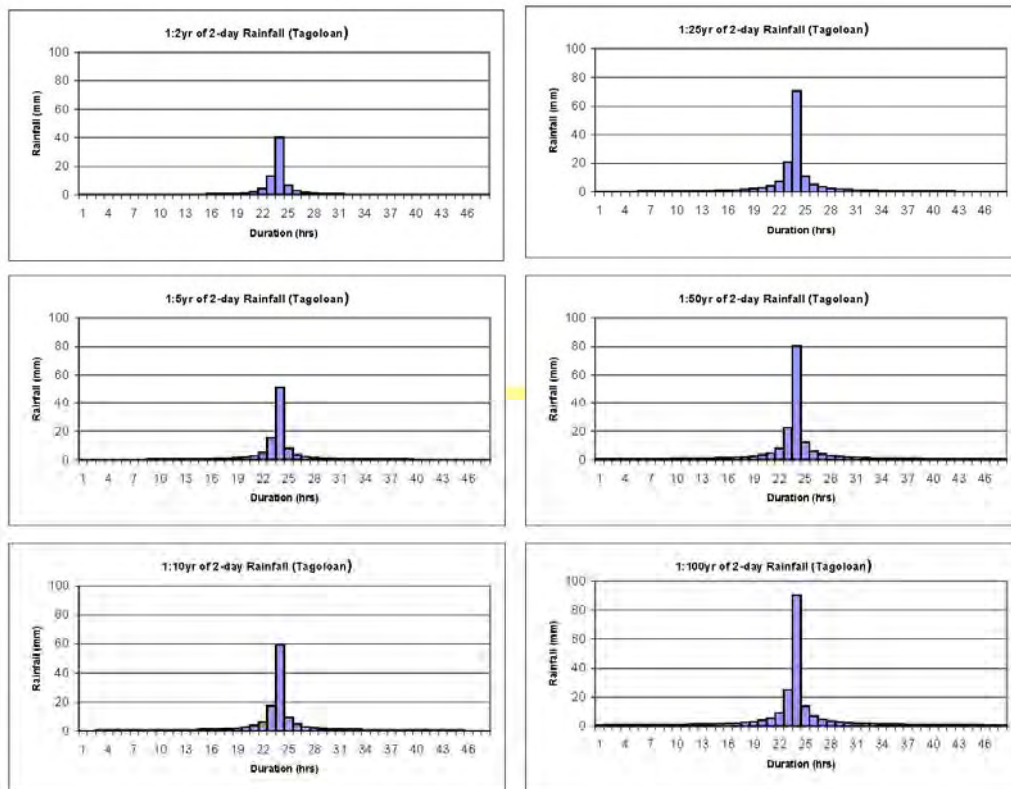 1:2yr of 2-day Rainfall (Tagoloan)
Rainfall (mm)
100
80
60
40
20
0
1 4 7 10 13 16 19 22 25 28 31 34 37 40 43 46
Duration (hrs)
1:25yr of 2-day Rainfall (Tagoloan)
Rainfall (mm)
100
80
60
40
20
0
1 4 7 10 13 16 19 22 25 28 31 34 37 40 43 46
Duration (hrs)
1:5yr of 2-day Rainfall (Tagoloan)
Rainfall (mm)
100
80
60
40
20
0
1 4 7 10 13 16 19 22 25 28 31 34 37 40 43 46
Duration (hrs)
1:50yr of 2-day Rainfall (Tagoloan)
Rainfall (mm)
100
80
60
40
20
0
1 4 7 10 13 16 19 22 25 28 31 34 37 40 43 46
Duration (hrs)
1:10yr of 2-day Rainfall (Tagoloan)
Rainfall (mm)
100
80
60
40
20
0
1 4 7 10 13 16 19 22 25 28 31 34 37 40 43 46
Duration (hrs)
1:100yr of 2-day Rainfall (Tagoloan)
Rainfall (mm)
100
80
60
40
20
0
1 4 7 10 13 16 19 22 25 28 31 34 37 40 43 46
Duration (hrs)